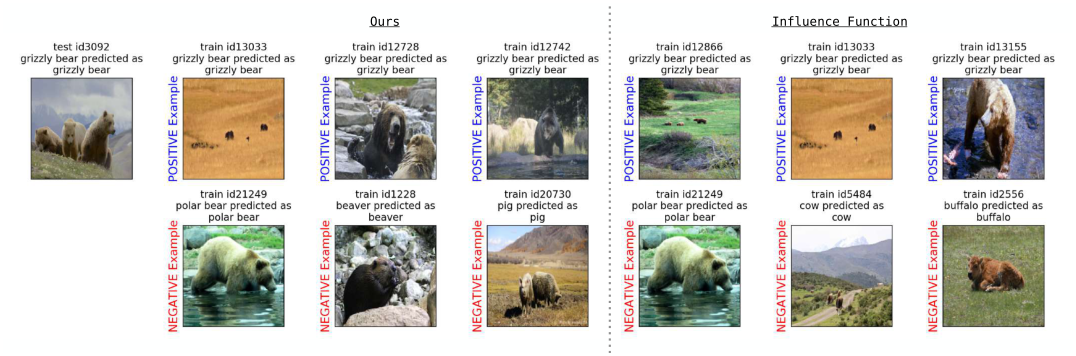 Ours
Influence Function
test id3092
grizzly bear predicted as
grizzly bear
train id13033
grizzly bear predicted as
grizzly bear
POSITIVE Example
train id12728
grizzly bear predicted as
grizzly bear
POSITIVE Example
train id12742
grizzly bear predicted as
grizzly bear
POSITIVE Example
train id12866
grizzly bear predicted as
grizzly bear
POSITIVE Example
train id13033
grizzly bear predicted as
grizzly bear
POSITIVE Example
train id13155
grizzly bear predicted as
grizzly bear
POSITIVE Example
train id21249
polar bear predicted as
polar bear
NEGATIVE Example
train id1228
beaver predicted as
beaver
NEGATIVE Example
train id20730
pig predicted as
pig
NEGATIVE Example
train id21249
polar bear predicted as
polar bear
NEGATIVE Example
train id5484
cow predicted as
cow
NEGATIVE Example
train id2556
buffalo predicted as
buffalo
NEGATIVE Example